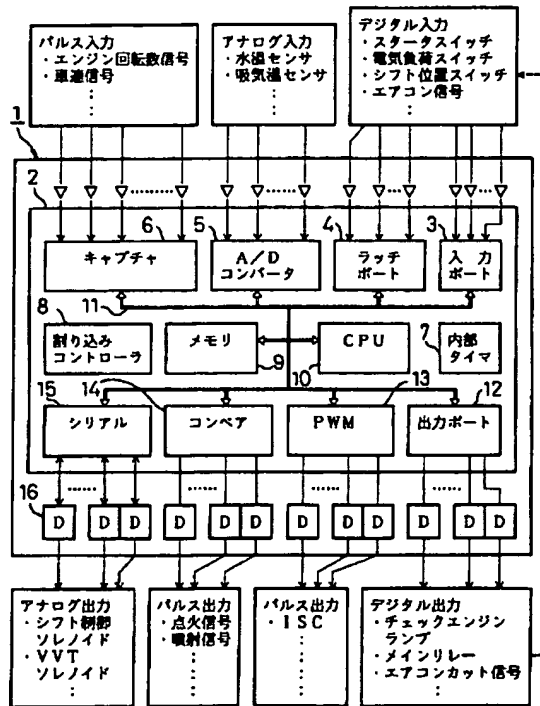 パルス入力
・エンジン回転数信号
・車速信号
アナログ入力
・水温センサ
・吸気温センサ
デジタル入力
・スタータスイッチ
・電気負荷スイッチ
・シフト位置スイッチ
・エアコン信号
1
2
6
5
4
3
キャプチャ
A/D
コンバータ
ラッチ
ポート
入力
ポート
11
8
割り込み
コントローラ
メモリ
9
CPU
10
7
内部
タイマ
15
14
13
12
シリアル
コンペア
PWM
出力ポート
16
D
D
D
D
D
D
D
D
D
D
D
D
アナログ出力
・シフト制御
ソレノイド
・VVT
ソレノイド
パルス出力
・点火信号
・噴射信号
パルス出力
・ISC
デジタル出力
・チェックエンジン
ランプ
・メインリレー
・エアコンカット信号